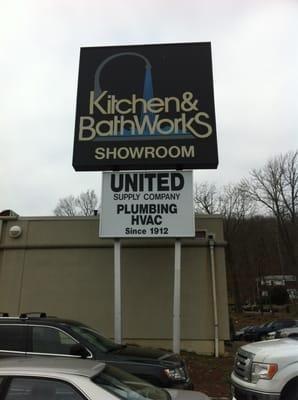 Kitchen&
BathWorks
SHOWROOM
UNITED
SUPPLY COMPANY
PLUMBING
HVAC
Since 1912